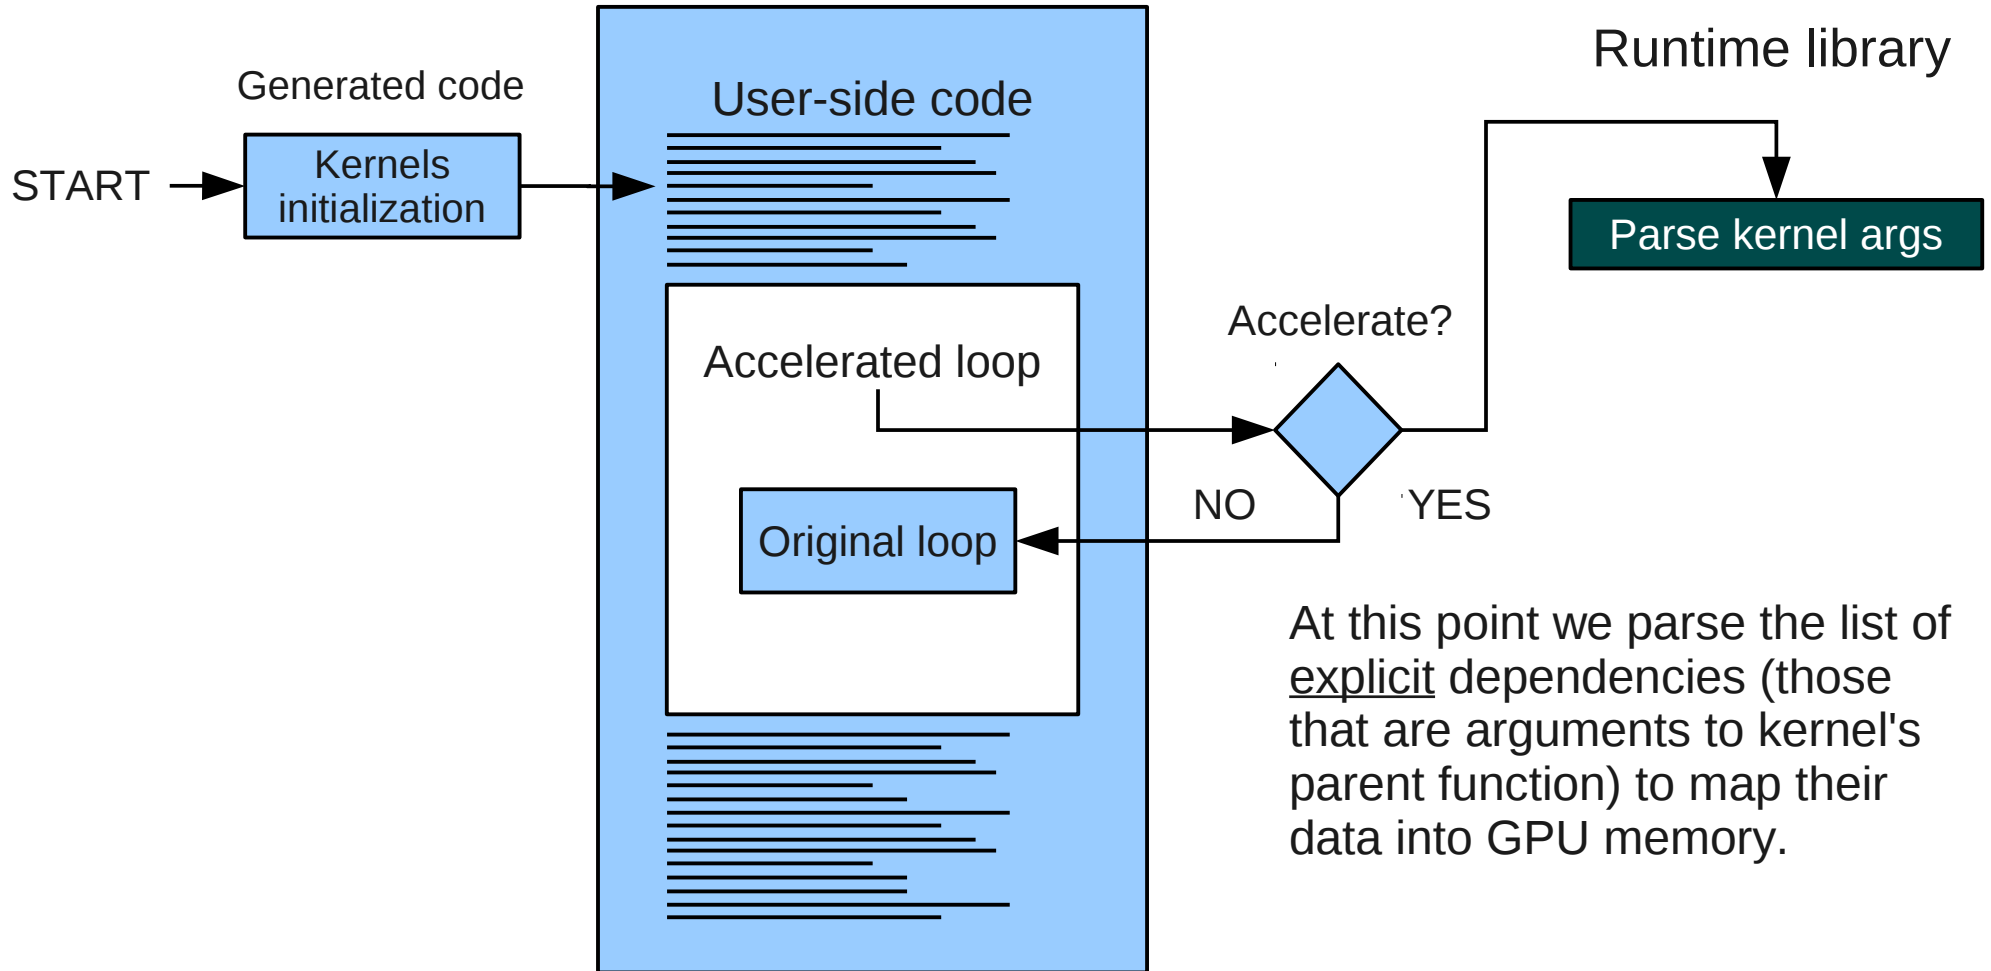 Runtime library
Generated code
User-side code
START
Kernels
initialization
Parse kernel args
Accelerate?
Accelerated loop
NO
YES
Original loop
At this point we parse the list of
explicit dependencies (those
that are arguments to kernel's
parent function) to map their
data into GPU memory.